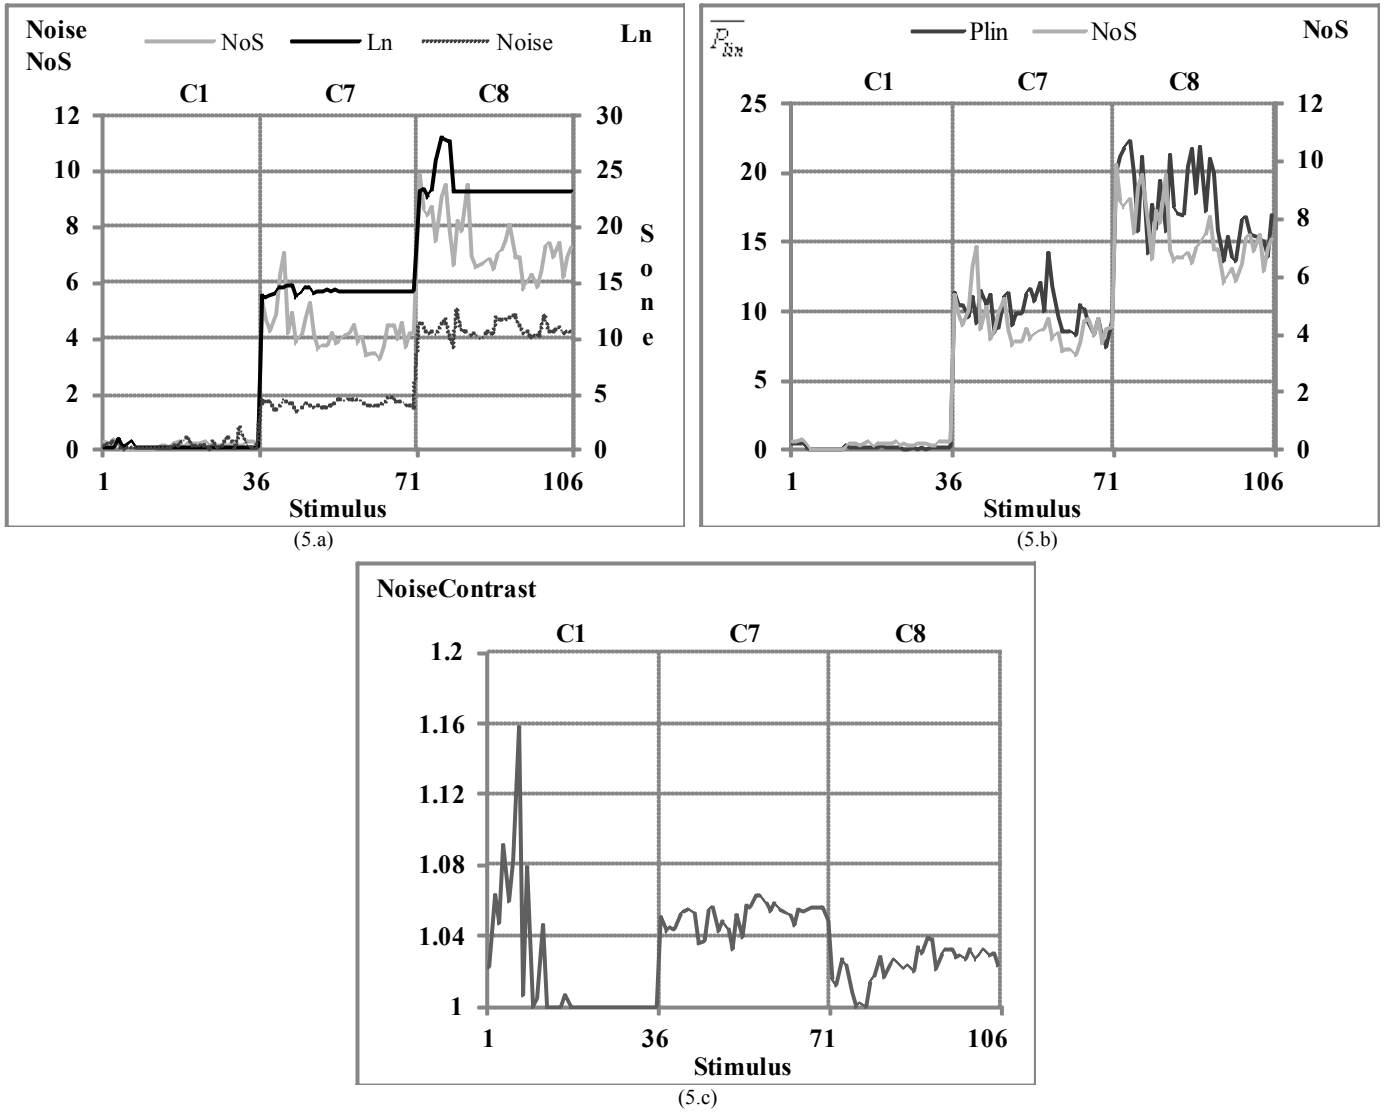 Noise
NoS
NoS Ln Noise
Ln
C1 C7 C8
12
10
8
6
4
2
0
30
25
20
15
10
5
0
S
o
n
e
1 36 71 106
Stimulus
(5.a)
P̅lin
Plin NoS
NoS
C1 C7 C8
25
20
15
10
5
0
12
10
8
6
4
2
0
1 36 71 106
Stimulus
(5.b)
NoiseContrast
C1 C7 C8
1.2
1.16
1.12
1.08
1.04
1
1 36 71 106
Stimulus
(5.c)